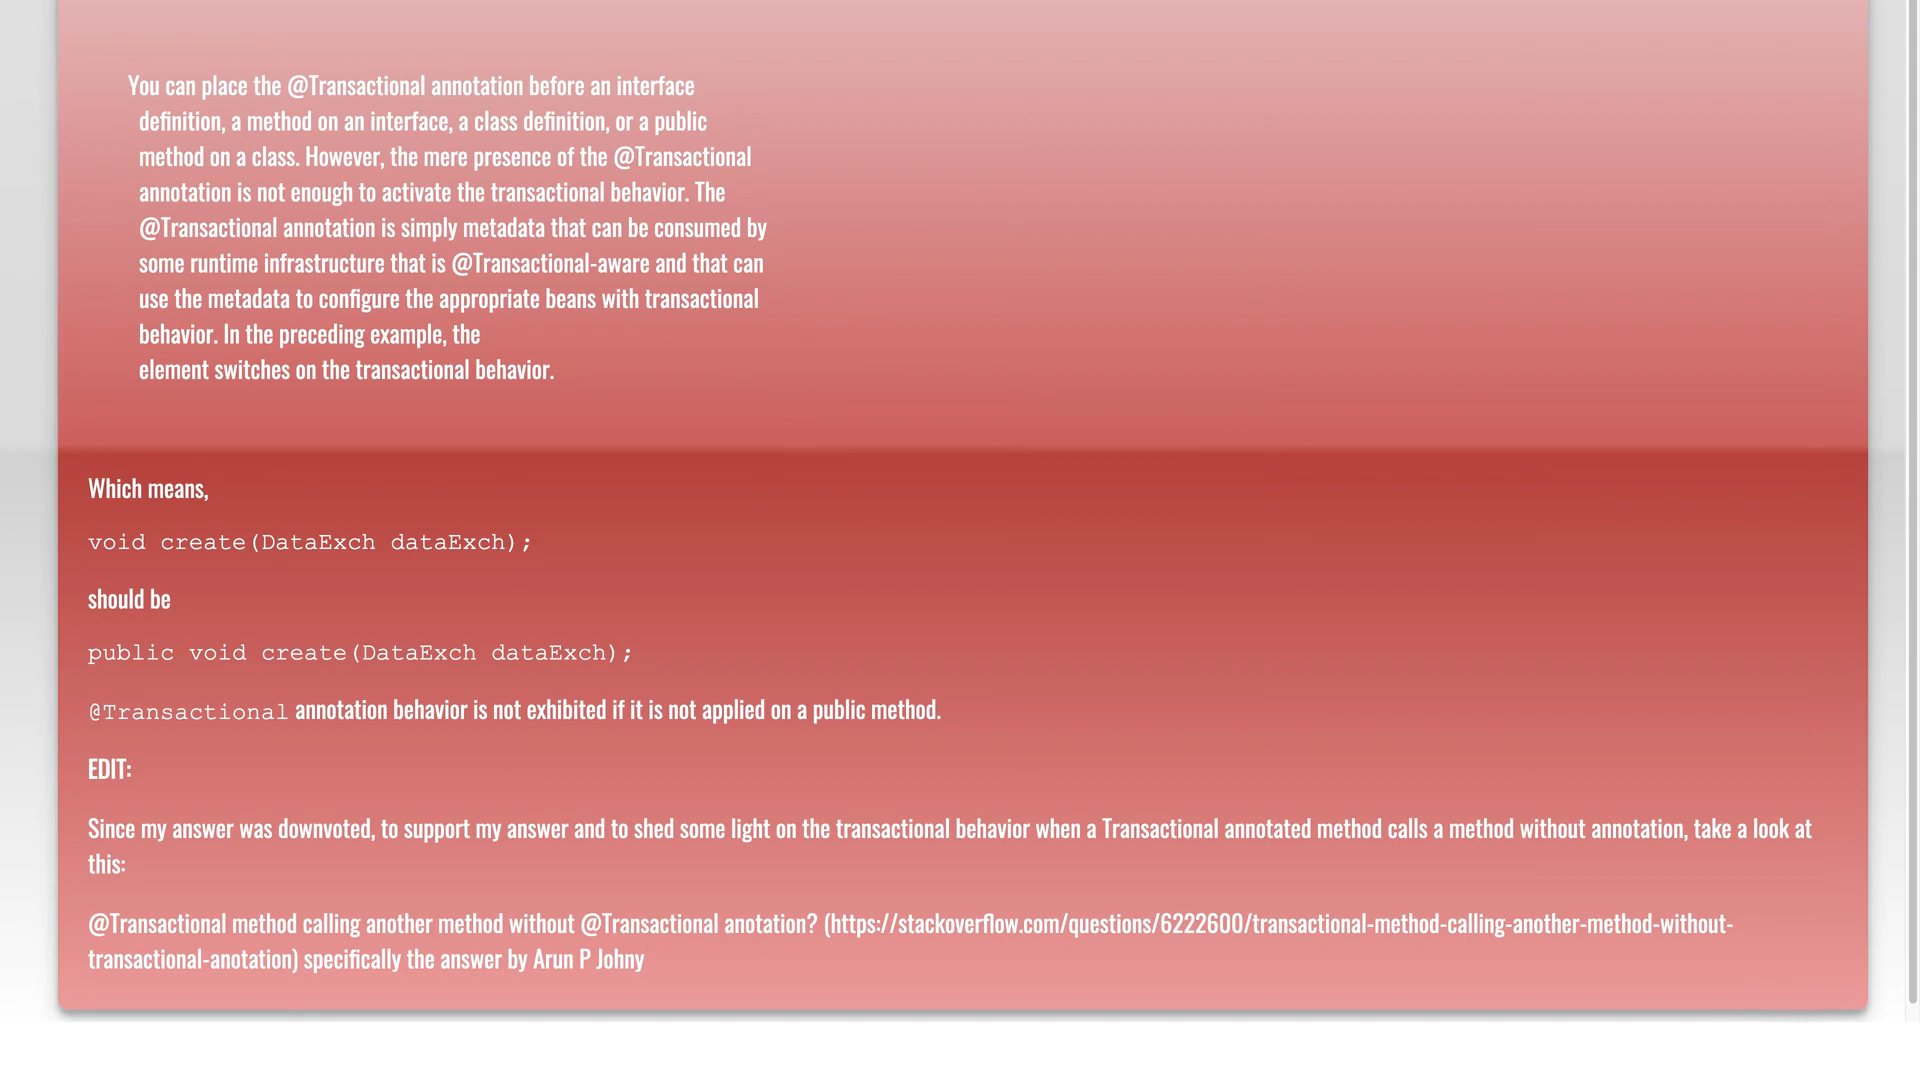 You can place the @Transactional annotation before an interface
definition, a method on an interface, a class definition, or a public
method on a class. However, the mere presence of the @Transactional
annotation is not enough to activate the transactional behavior. The
@Transactional annotation is simply metadata that can be consumed by
some runtime infrastructure that is @Transactional-aware and that can
use the metadata to configure the appropriate beans with transactional
behavior. In the preceding example, the
element switches on the transactional behavior.
Which means,
void create(DataExch dataExch);
should be
public void create(DataExch dataExch);
@Transactional annotation behavior is not exhibited if it is not applied on a public method.
EDIT:
Since my answer was downvoted, to support my answer and to shed some light on the transactional behavior when a Transactional annotated method calls a method without annotation, take a look at
this:
@Transactional method calling another method without @Transactional anotation? (https://stackoverflow.com/questions/6222600/transactional-method-calling-another-method-without-
transactional-anotation) specifically the answer by Arun P Johny